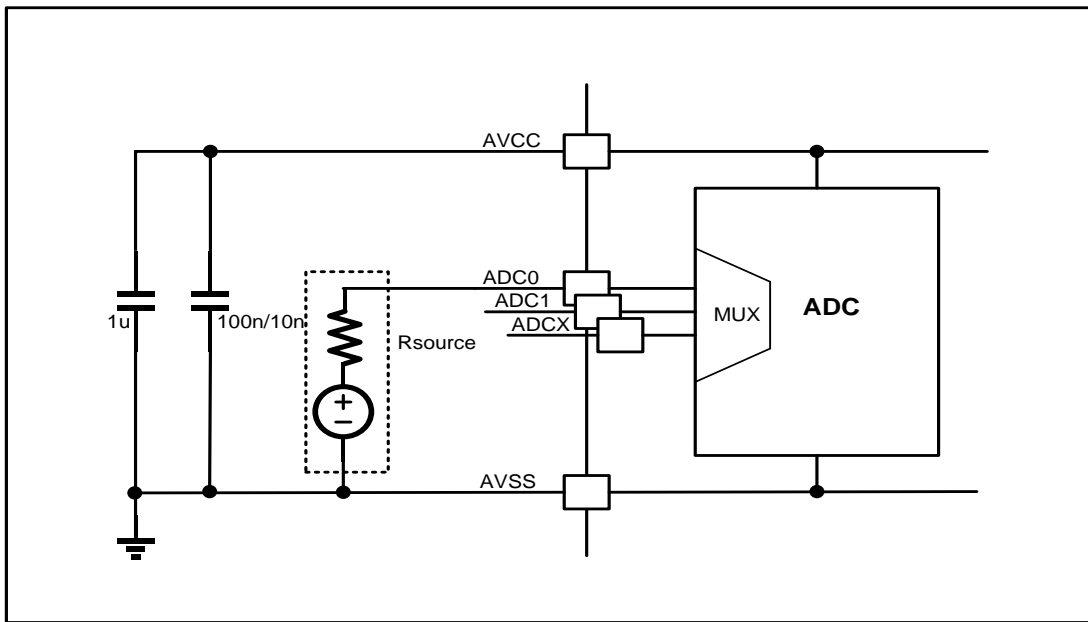 AVCC
ADC0
ADC1
ADCX
MUX
ADC
1u
100n/10n
Rsource
+
−
AVSS